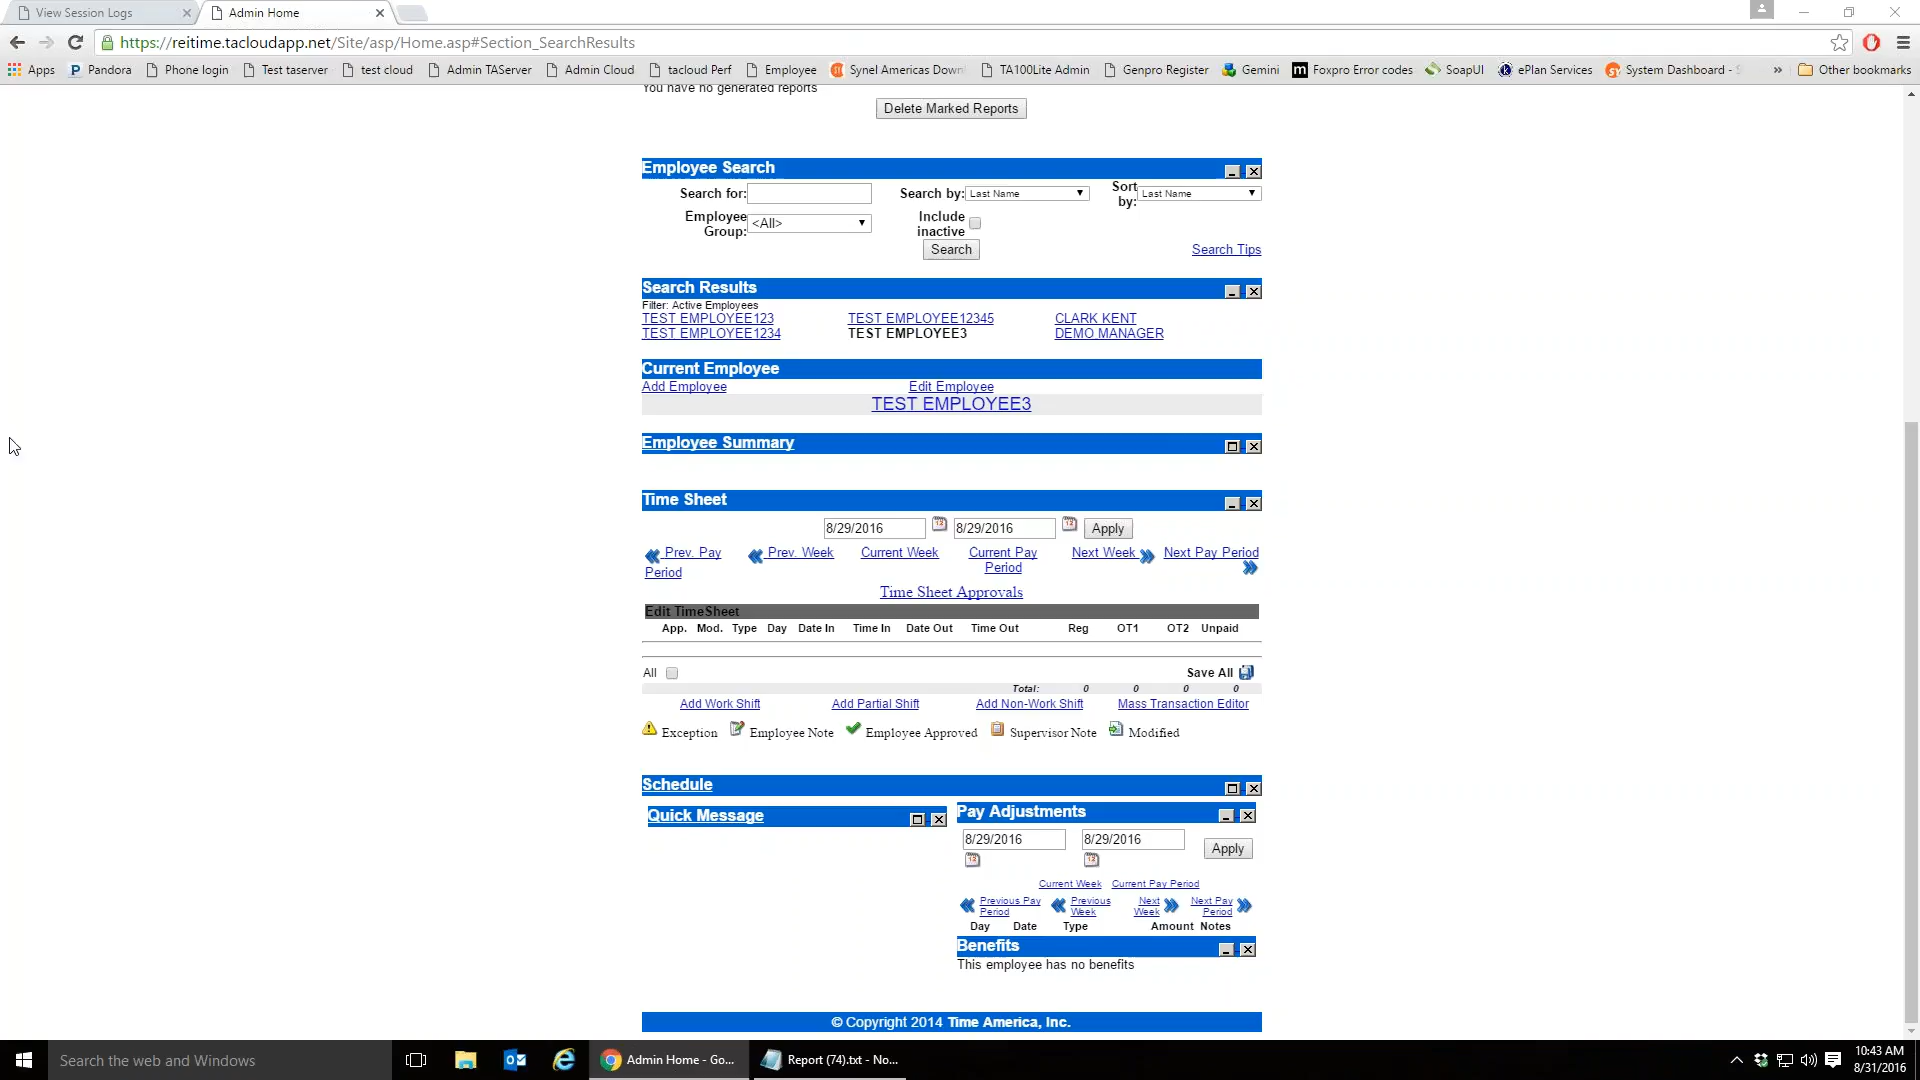 View Session Logs
Admin Home
https://reitime.tacloudapp.net/Site/asp/Home.asp#Section_SearchResults
Apps Pandora Phone login Test taserver test cloud Admin TAServer Admin Cloud tacloud Perf Employee Synel Americas Down TA100Lite Admin Genpro Register Gemini Foxpro Error codes SoapUI ePlan Services System Dashboard - S » Other bookmarks
You have no generated reports
Delete Marked Reports
Employee Search
Search for: Search by: Last Name Sort by: Last Name
Employee Group: <All> Include inactive
Search Search Tips
Search Results
Filter: Active Employees
TEST EMPLOYEE123 TEST EMPLOYEE12345 CLARK KENT
TEST EMPLOYEE1234 TEST EMPLOYEE3 DEMO MANAGER
Current Employee
Add Employee Edit Employee
TEST EMPLOYEE3
Employee Summary
Time Sheet
8/29/2016 8/29/2016 Apply
Prev. Pay Period Prev. Week Current Week Current Pay Period Next Week Next Pay Period
Time Sheet Approvals
Edit TimeSheet
App. Mod. Type Day Date In Time In Date Out Time Out Reg OT1 OT2 Unpaid
All Save All
Total: 0 0 0 0
Add Work Shift Add Partial Shift Add Non-Work Shift Mass Transaction Editor
Exception Employee Note Employee Approved Supervisor Note Modified
Schedule
Quick Message
Pay Adjustments
8/29/2016 8/29/2016 Apply
Current Week Current Pay Period
Previous Pay Period Previous Week Next Week Next Pay Period
Day Date Type Amount Notes
Benefits
This employee has no benefits
© Copyright 2014 Time America, Inc.
Search the web and Windows
Admin Home - Go...
Report (74).txt - No...
10:43 AM
8/31/2016